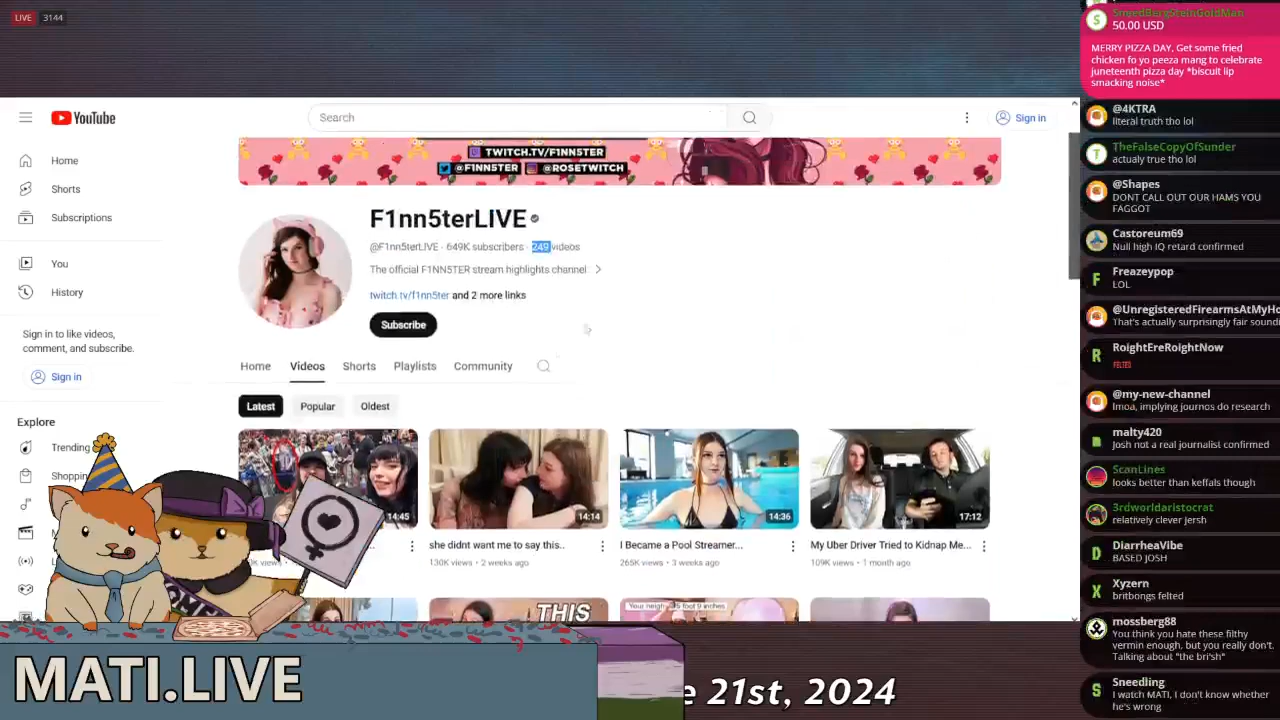 LIVE 3144
YouTube
Search
Sign in
Home
Shorts
Subscriptions
You
History
Sign in to like videos,
comment, and subscribe.
Sign in
Explore
Trending
Shopping
TWITCH.TV/F1NN5TER
@F1NN5TER @ROSETWITCH
F1nn5terLIVE
@F1nn5terLIVE · 649K subscribers · 249 videos
The official F1NN5TER stream highlights channel
twitch.tv/f1nn5ter and 2 more links
Subscribe
Home Videos Shorts Playlists Community
Latest Popular Oldest
14:45 14:14 14:36 17:12
she didnt want me to say this.. I Became a Pool Streamer... My Uber Driver Tried to Kidnap Me...
views 130K views • 2 weeks ago 265K views • 3 weeks ago 109K views • 1 month ago
THIS
MATI.LIVE
21st, 2024
SmeedBergSteinGoldMan
50.00 USD
MERRY PIZZA DAY, Get some fried
chicken fo yo peeza mang to celebrate
juneteenth pizza day *biscuit lip
smacking noise*
@4KTRA
literal truth tho lol
TheFalseCopyOfSunder
actualy true tho lol
@Shapes
DONT CALL OUT OUR HAMS YOU
FAGGOT
Castoreum69
Null high IQ retard confirmed
Freazeypop
LOL
@UnregisteredFirearmsAtMyHo
That's actually surprisingly fair soundi
RoightEreRoightNow
FELTED
@my-new-channel
lmoa, implying journos do research
malty420
Josh not a real journalist confirmed
ScanLines
looks better than keffals though
3rdworldaristocrat
relatively clever jersh
DiarrheaVibe
BASED JOSH
Xyzern
britbongs felted
mossberg88
You think you hate these filthy
vermin enough, but you really don't.
Talking about "the bri'sh"
Sneedling
I watch MATI, I don't know whether
he's wrong